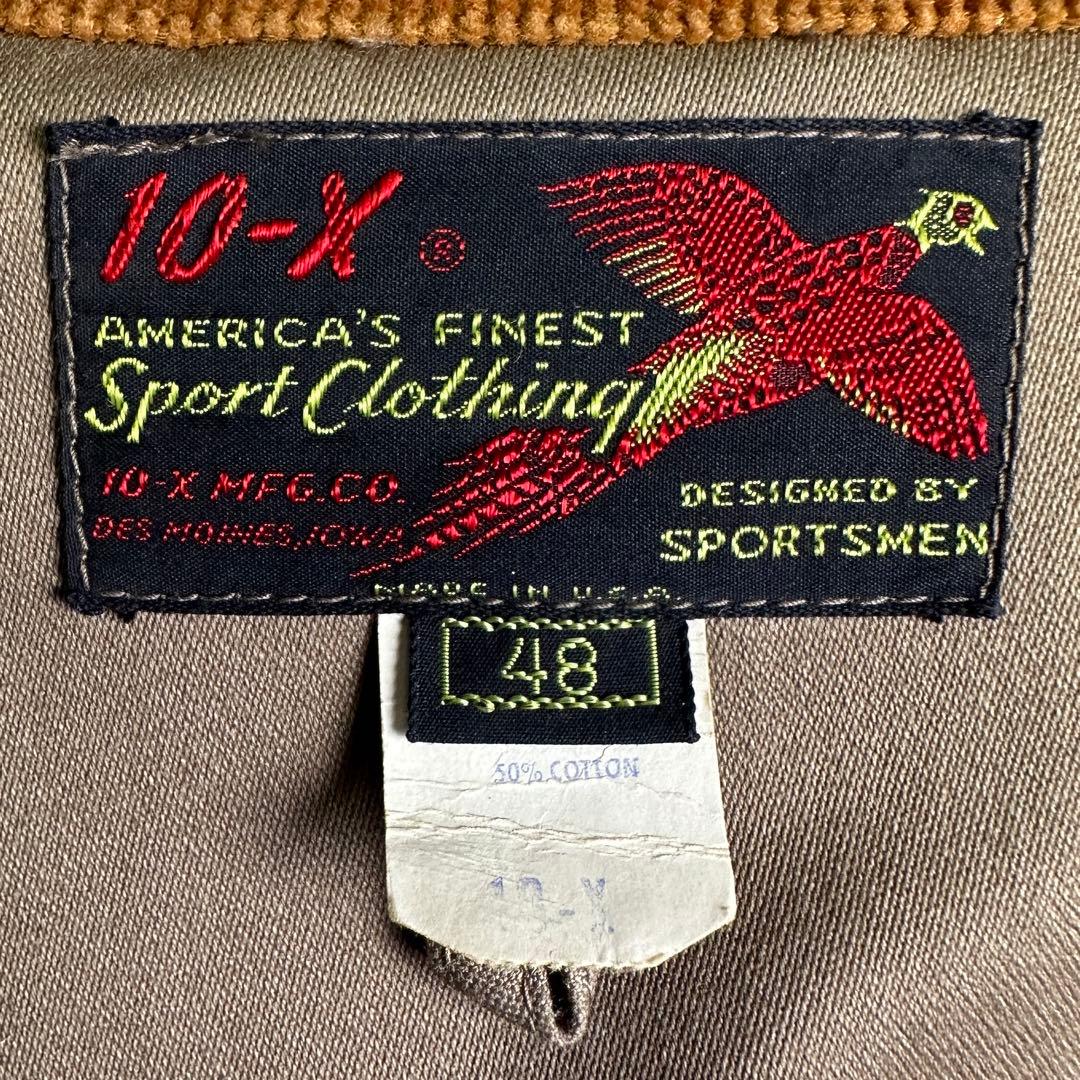 10-X ®
AMERICA'S FINEST
Sport Clothing
10-X MFG.CO.
DES MOINES, IOWA
DESIGNED BY
SPORTSMEN
MADE IN U.S.A.
48
50% COTTON
10-X